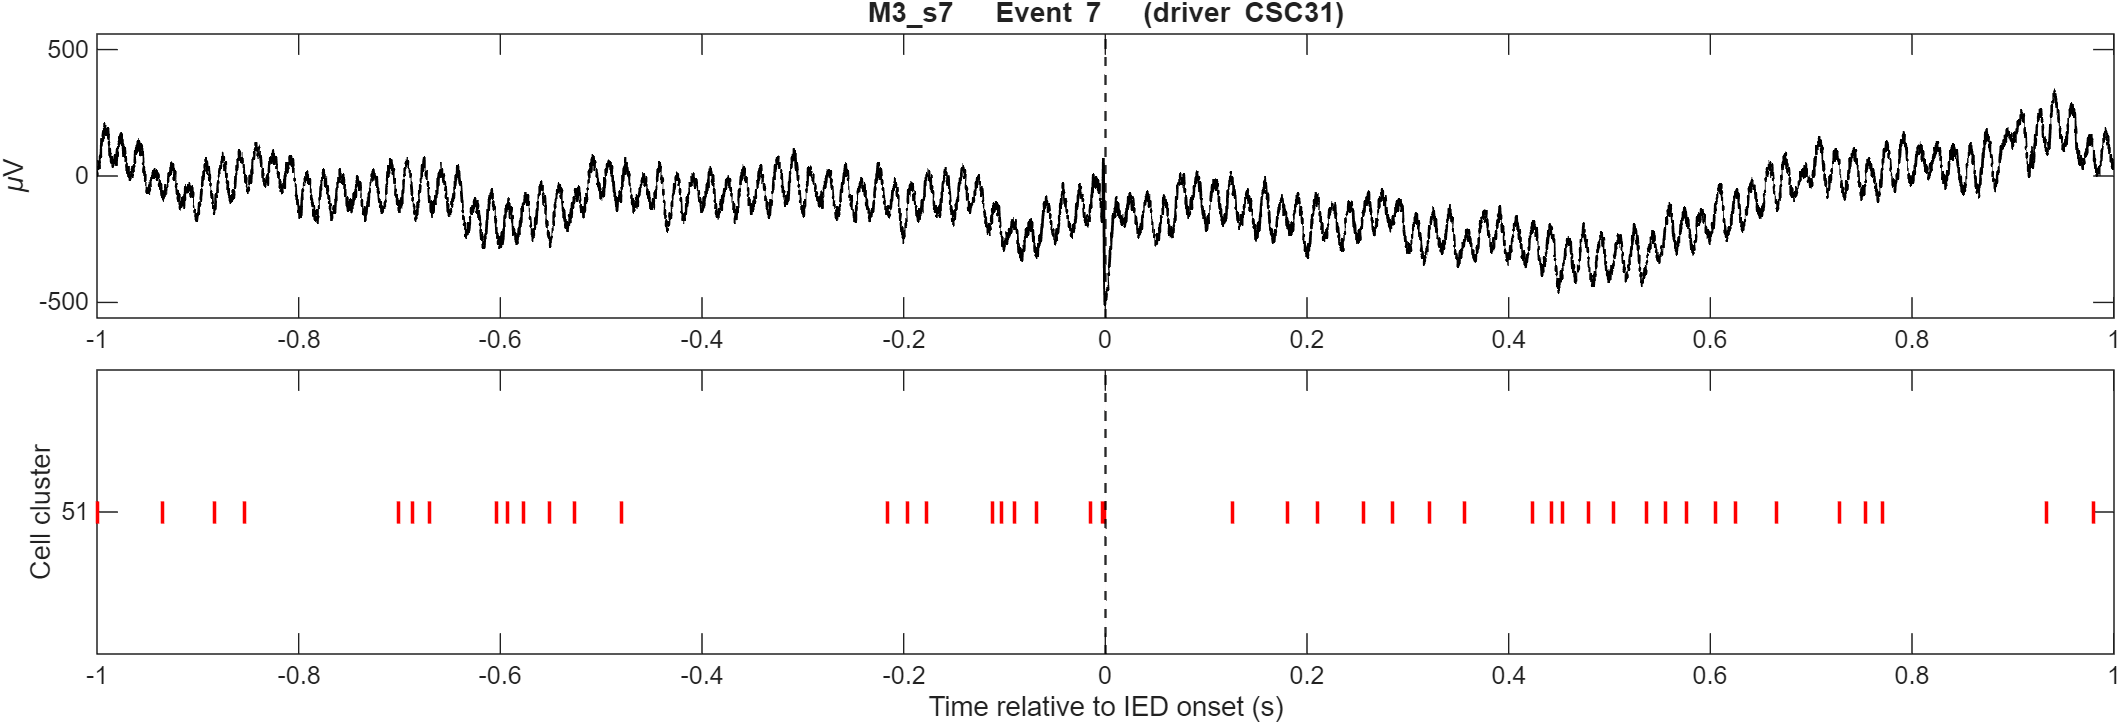 M3_s7 Event 7 (driver CSC31)
500
0
-500
µV
-1 -0.8 -0.6 -0.4 -0.2 0 0.2 0.4 0.6 0.8 1
51
Cell cluster
-1 -0.8 -0.6 -0.4 -0.2 0 0.2 0.4 0.6 0.8 1
Time relative to IED onset (s)